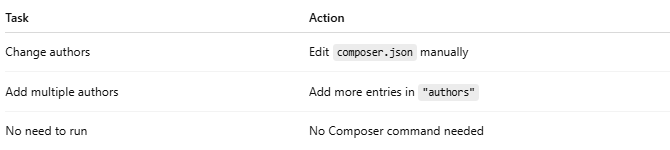 Task Action
Change authors Edit composer.json manually
Add multiple authors Add more entries in "authors"
No need to run No Composer command needed